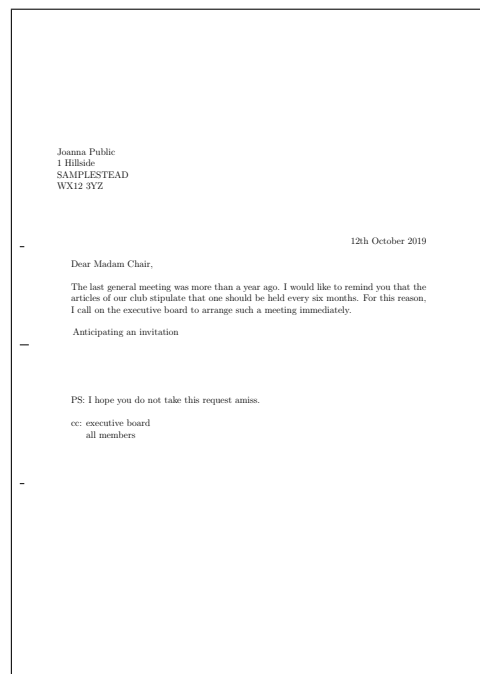 Joanna Public
1 Hillside
SAMPLESTEAD
WX12 3YZ
12th October 2019
Dear Madam Chair,
The last general meeting was more than a year ago. I would like to remind you that the
articles of our club stipulate that one should be held every six months. For this reason,
I call on the executive board to arrange such a meeting immediately.
Anticipating an invitation
PS: I hope you do not take this request amiss.
cc: executive board
all members